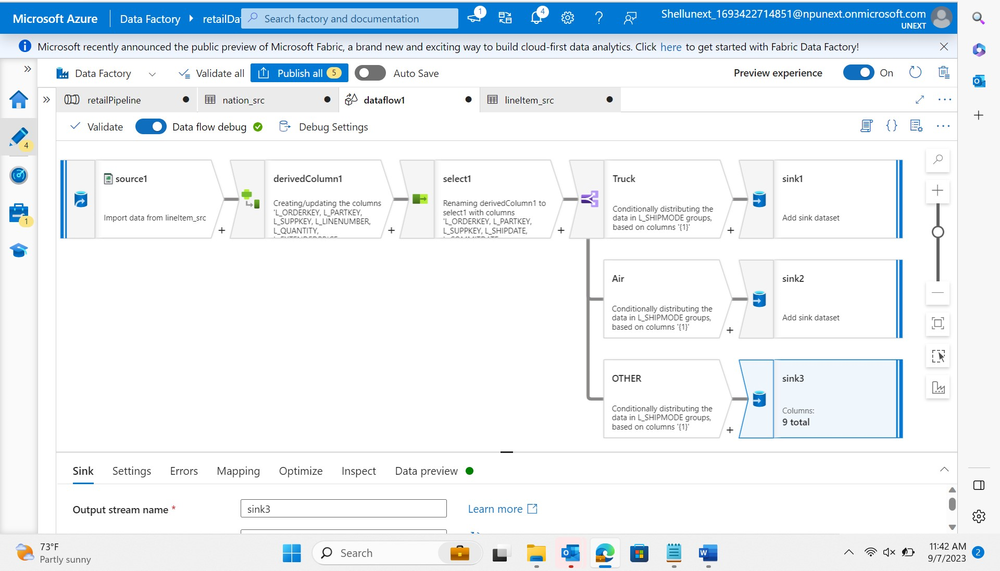 Microsoft Azure
Data Factory
retailDa
Search factory and documentation
1
4
Shellunext_1693422714851@npunext.onmicrosoft.com
UNEXT
Microsoft recently announced the public preview of Microsoft Fabric, a brand new and exciting way to build cloud-first data analytics. Click here to get started with Fabric Data Factory!
Data Factory
Validate all
Publish all 5
Auto Save
Preview experience
On
retailPipeline
nation_src
dataflow1
lineItem_src
Validate
Data flow debug
Debug Settings
4
1
source1
Import data from lineItem_src
derivedColumn1
Creating/updating the columns
'L_ORDERKEY, L_PARTKEY,
L_SUPPKEY, L_LINENUMBER,
L_QUANTITY,
select1
Renaming derivedColumn1 to
select1 with columns
'L_ORDERKEY, L_PARTKEY,
L_SUPPKEY, L_SHIPDATE,
Truck
Conditionally distributing the
data in L_SHIPMODE groups,
based on columns '{1}'
sink1
Add sink dataset
Air
Conditionally distributing the
data in L_SHIPMODE groups,
based on columns '{1}'
sink2
Add sink dataset
OTHER
Conditionally distributing the
data in L_SHIPMODE groups,
based on columns '{1}'
sink3
Columns:
9 total
Sink
Settings
Errors
Mapping
Optimize
Inspect
Data preview
Output stream name *
sink3
Learn more
73°F
Partly sunny
Search
11:42 AM
9/7/2023
2